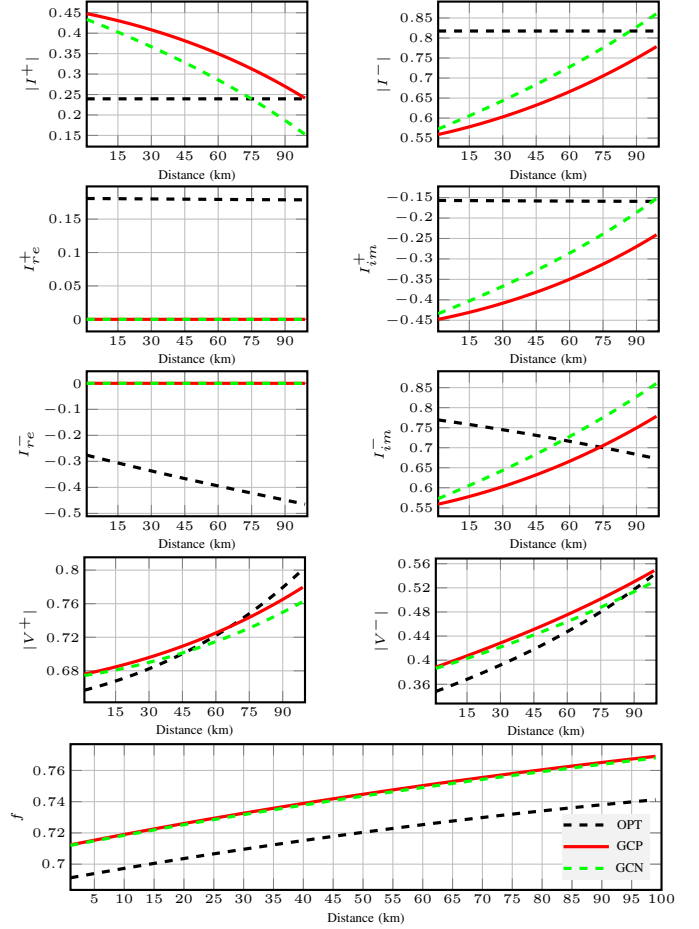 0.45
0.4
0.35
0.3
0.24
0.2
0.15
|I⁺|
15 30 45 60 75 90
Distance (km)
0.85
0.8
0.75
0.7
0.65
0.6
0.55
|I⁻|
15 30 45 60 75 90
Distance (km)
0.15
0.1
0.05
0
I⁺re
15 30 45 60 75 90
Distance (km)
−0.15
−0.2
−0.25
−0.3
−0.35
−0.4
−0.45
I⁺im
15 30 45 60 75 90
Distance (km)
0
−0.1
−0.2
−0.3
−0.4
−0.5
I⁻re
15 30 45 60 75 90
Distance (km)
0.85
0.8
0.75
0.7
0.65
0.6
0.55
I⁻im
15 30 45 60 75 90
Distance (km)
0.8
0.76
0.72
0.68
|V⁺|
15 30 45 60 75 90
Distance (km)
0.56
0.52
0.48
0.44
0.4
0.36
|V⁻|
15 30 45 60 75 90
Distance (km)
0.76
0.74
0.72
0.7
f
OPT
GCP
GCN
5 10 15 20 25 30 35 40 45 50 55 60 65 70 75 80 85 90 95 100
Distance (km)